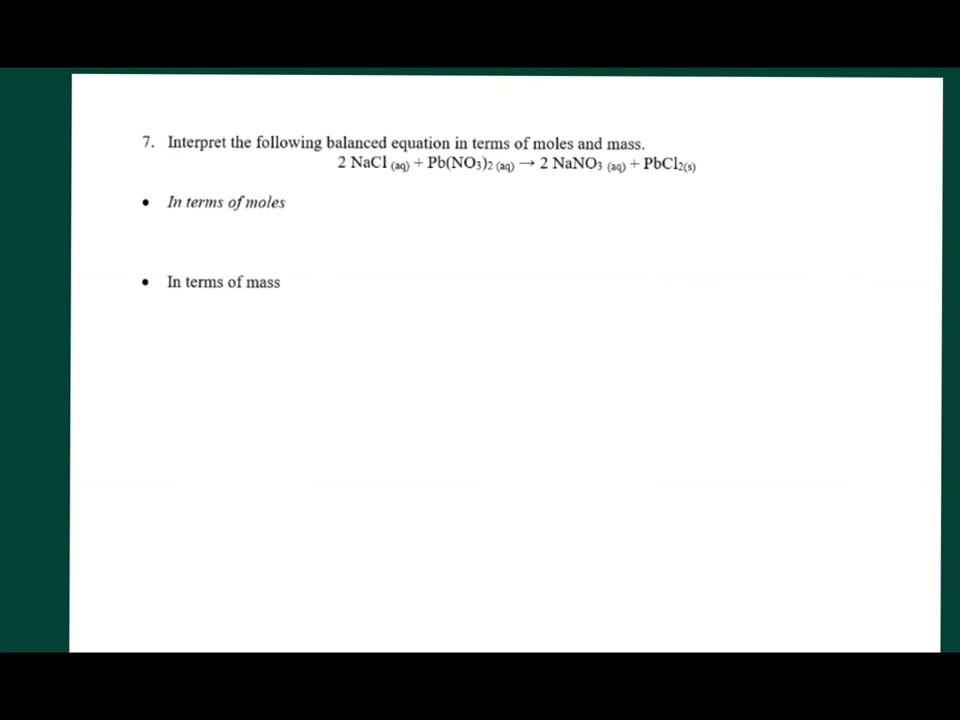 7. Interpret the following balanced equation in terms of moles and mass.
2 NaCl (aq) + Pb(NO3)2 (aq) → 2 NaNO3 (aq) + PbCl2(s)
• In terms of moles
• In terms of mass